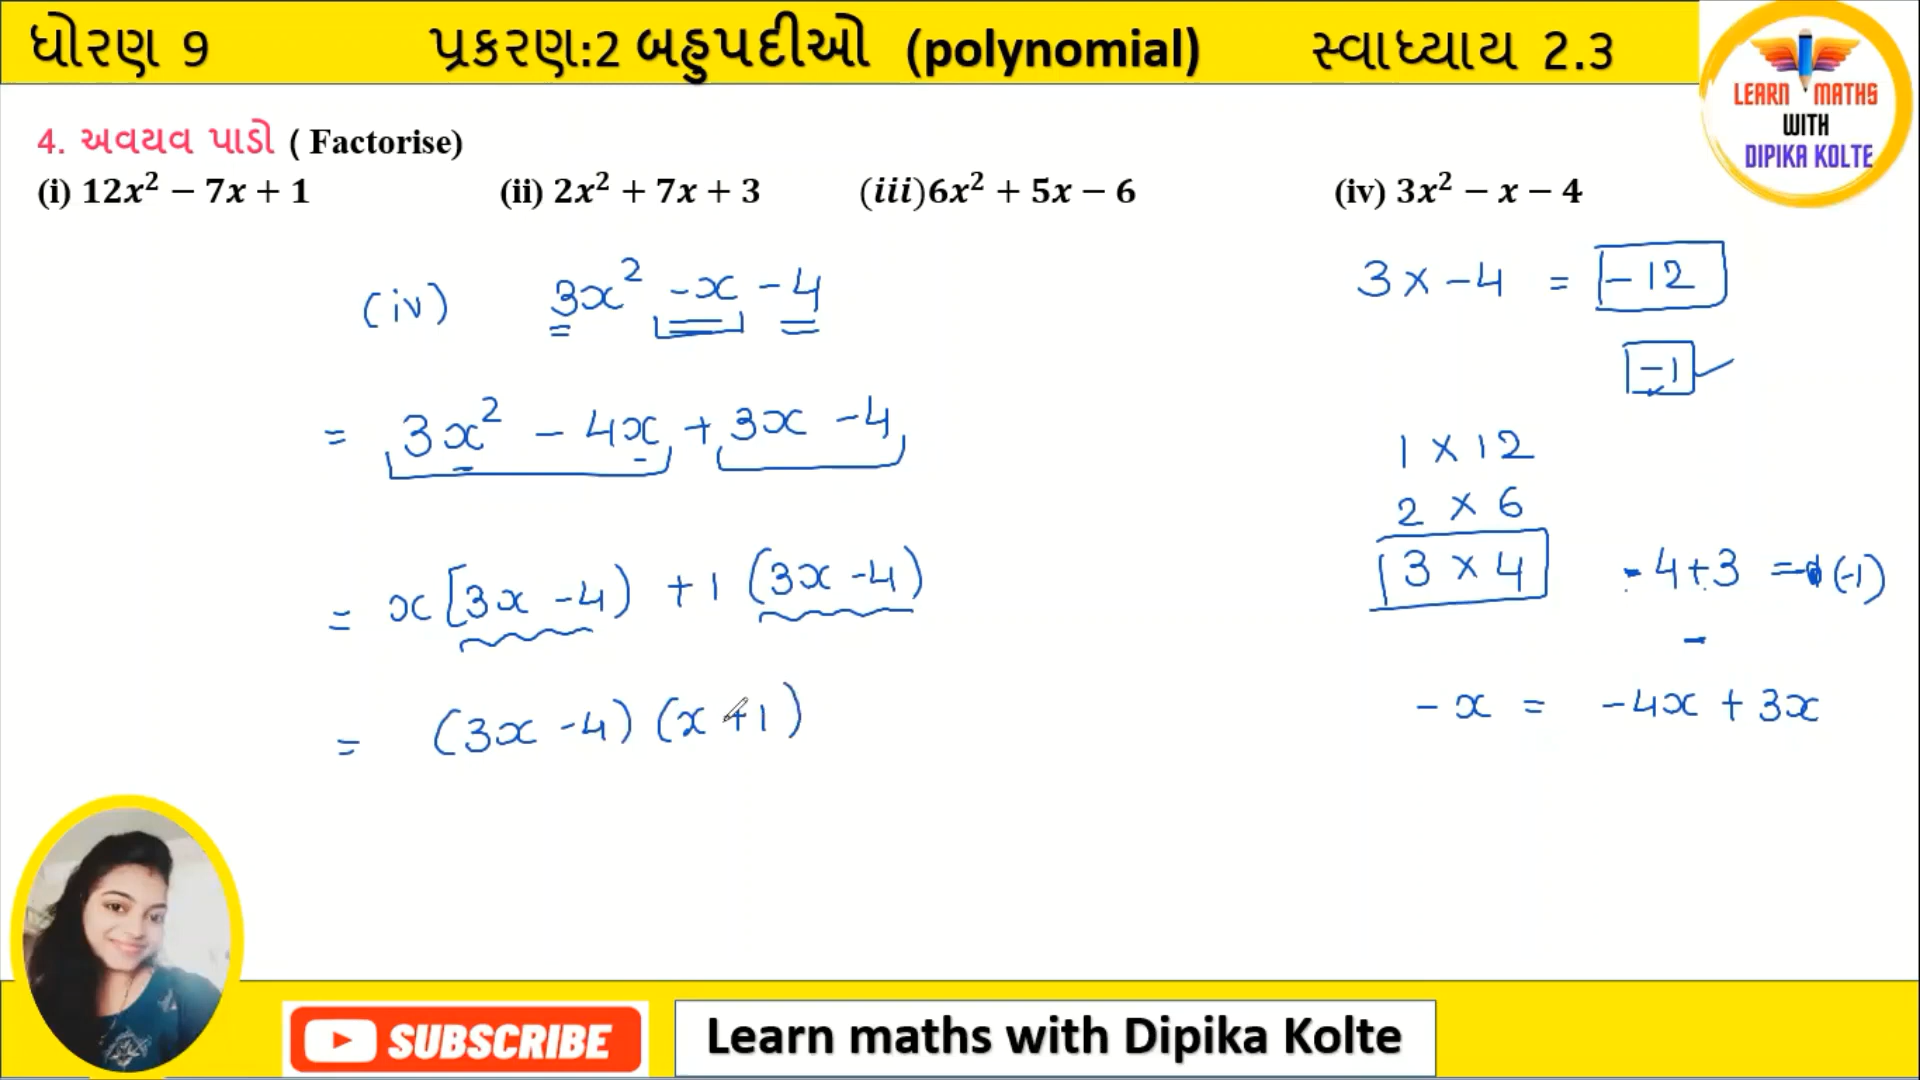 ધોરણ 9 પ્રકરણ:2 બહુપદીઓ (polynomial) સ્વાધ્યાય 2.3
LEARN MATHS
WITH
DIPIKA KOLTE
4. અવયવ પાડો ( Factorise)
(i) 12x² − 7x + 1 (ii) 2x² + 7x + 3 (iii)6x² + 5x − 6 (iv) 3x² − x − 4
(iv) 3x² -x -4
= 3x² - 4x + 3x -4
= x[3x -4) +1 (3x -4)
= (3x -4) (x +1)
3 x -4 = -12
-1
1 x 12
2 x 6
3 x 4 -4+3 = (-1)
-
-x = -4x + 3x
SUBSCRIBE
Learn maths with Dipika Kolte